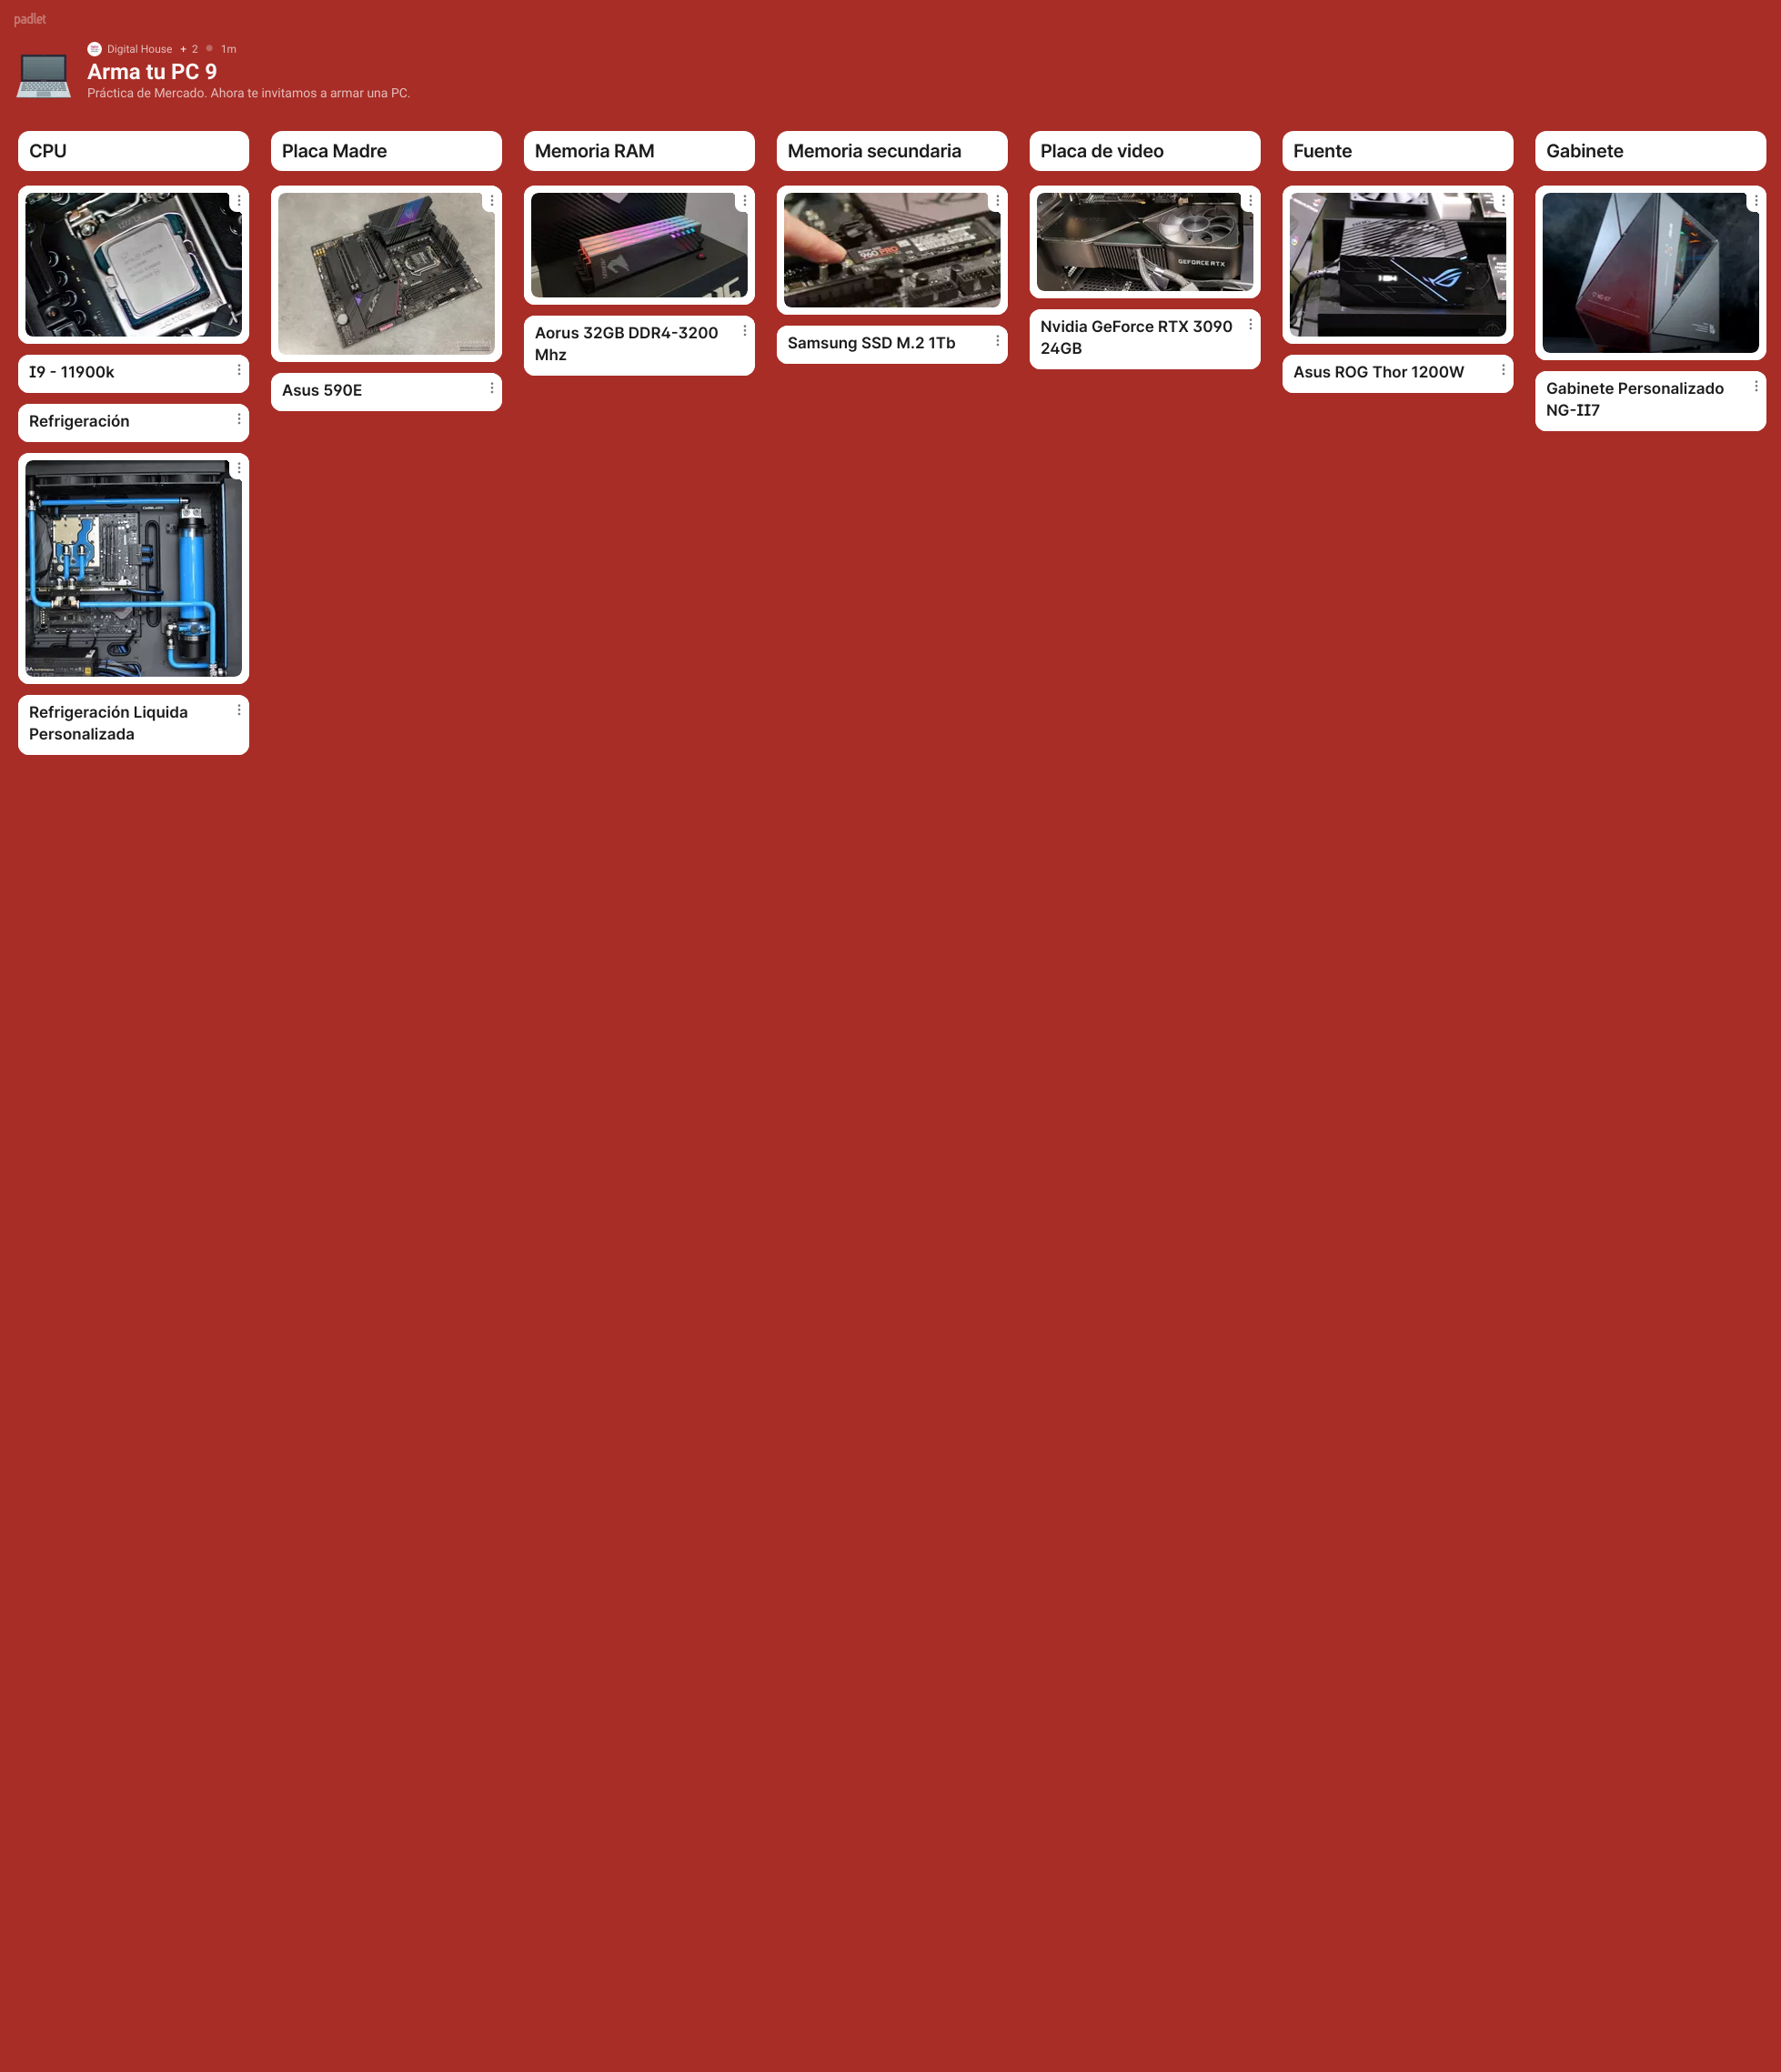 padlet
Digital House + 2 1m
Arma tu PC 9
Práctica de Mercado. Ahora te invitamos a armar una PC.
CPU
I9 - 11900k
Refrigeración
Refrigeración Liquida
Personalizada
Placa Madre
Asus 590E
Memoria RAM
Aorus 32GB DDR4-3200
Mhz
Memoria secundaria
960 PRO
Samsung SSD M.2 1Tb
Placa de video
GEFORCE RTX
Nvidia GeForce RTX 3090
24GB
Fuente
Asus ROG Thor 1200W
Gabinete
Gabinete Personalizado
NG-II7